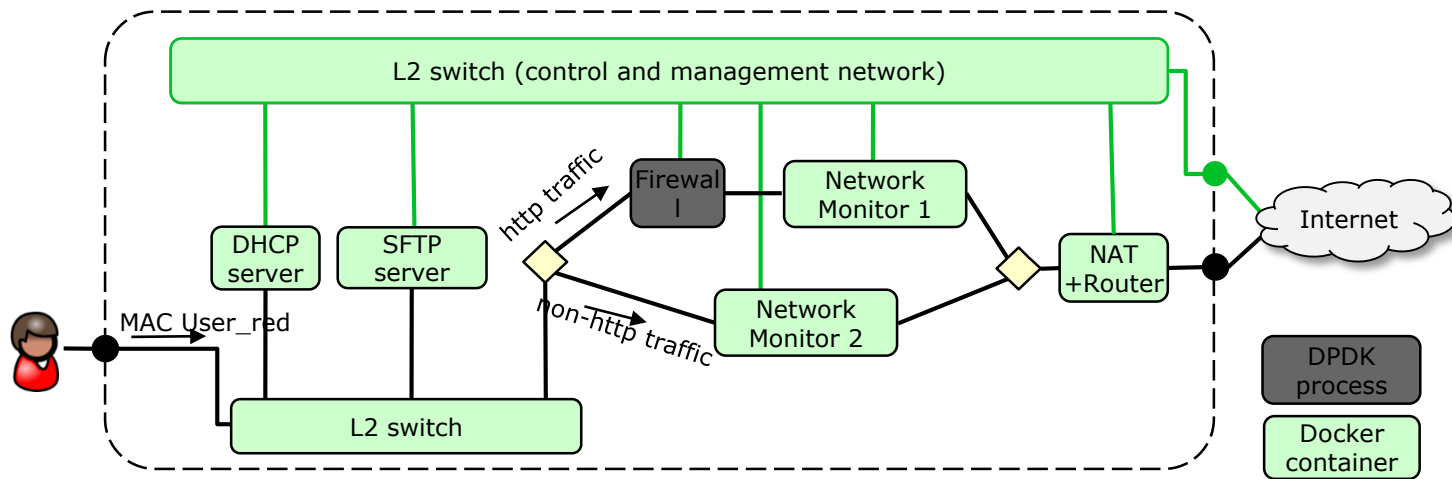 L2 switch (control and management network)
http traffic
Firewal
l
Network
Monitor 1
DHCP
server
SFTP
server
NAT
+Router
Internet
MAC User_red
non-http traffic
Network
Monitor 2
L2 switch
DPDK
process
Docker
container